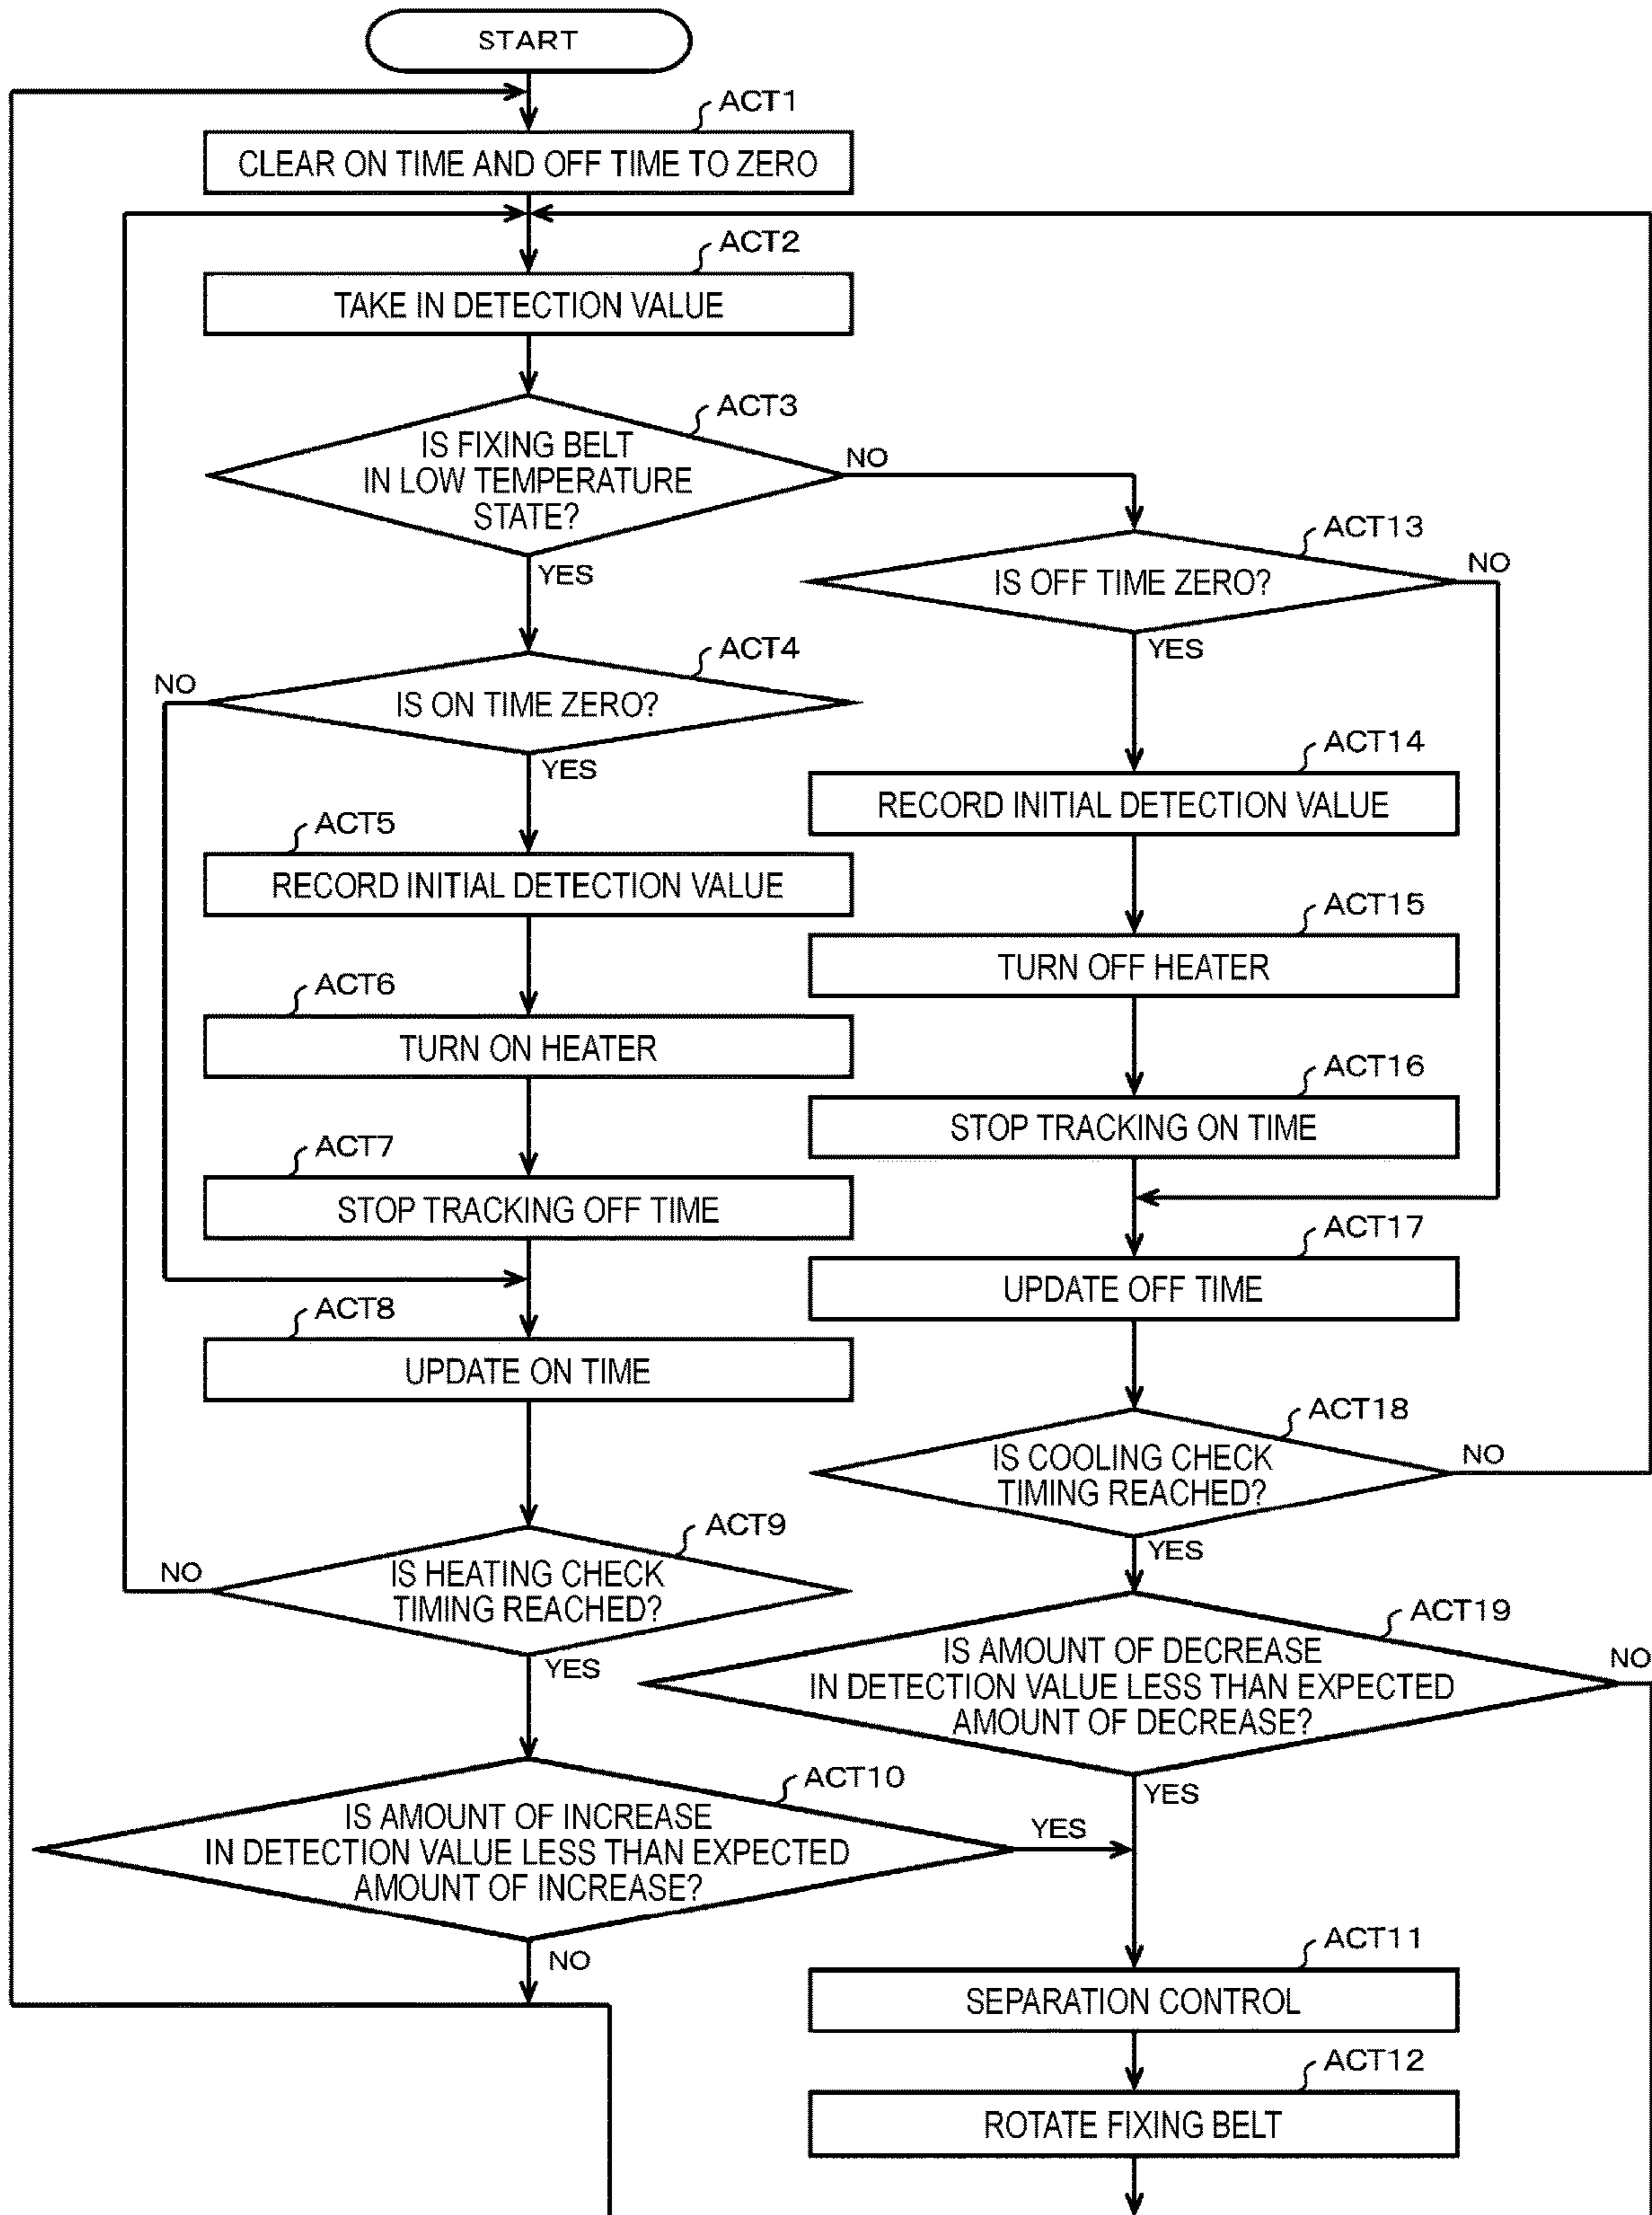 START
ACT1
CLEAR ON TIME AND OFF TIME TO ZERO
ACT2
TAKE IN DETECTION VALUE
ACT3
IS FIXING BELT
IN LOW TEMPERATURE
STATE?
NO
YES
ACT4
NO
IS ON TIME ZERO?
YES
ACT5
RECORD INITIAL DETECTION VALUE
ACT6
TURN ON HEATER
ACT7
STOP TRACKING OFF TIME
ACT8
UPDATE ON TIME
ACT9
NO
IS HEATING CHECK
TIMING REACHED?
YES
ACT10
IS AMOUNT OF INCREASE
IN DETECTION VALUE LESS THAN EXPECTED
AMOUNT OF INCREASE?
YES
NO
ACT13
NO
IS OFF TIME ZERO?
YES
ACT14
RECORD INITIAL DETECTION VALUE
ACT15
TURN OFF HEATER
ACT16
STOP TRACKING ON TIME
ACT17
UPDATE OFF TIME
ACT18
IS COOLING CHECK
TIMING REACHED?
NO
YES
ACT19
IS AMOUNT OF DECREASE
IN DETECTION VALUE LESS THAN EXPECTED
AMOUNT OF DECREASE?
NO
YES
ACT11
SEPARATION CONTROL
ACT12
ROTATE FIXING BELT